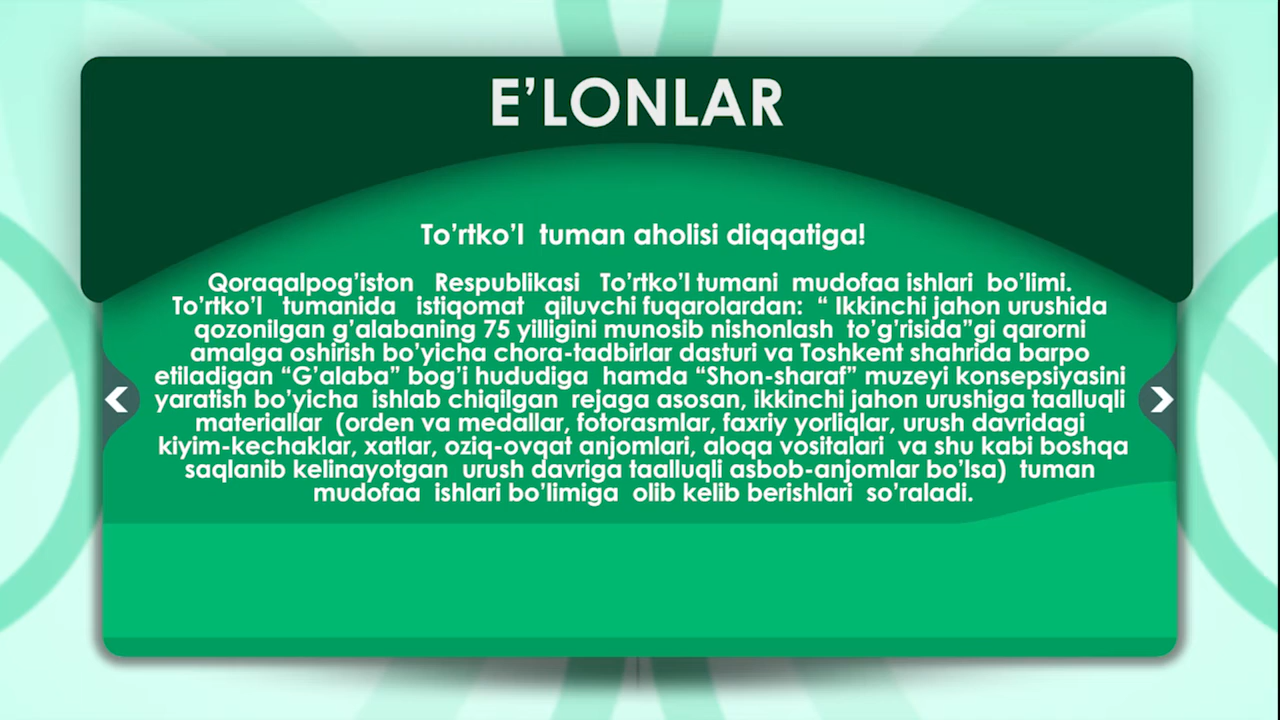 E’LONLAR
To’rtko’l tuman aholisi diqqatiga!
Qoraqalpog’iston Respublikasi To’rtko’l tumani mudofaa ishlari bo’limi.
To’rtko’l tumanida istiqomat qiluvchi fuqarolardan: “ Ikkinchi jahon urushida
qozonilgan g’alabaning 75 yilligini munosib nishonlash to’g’risida”gi qarorni
amalga oshirish bo’yicha chora-tadbirlar dasturi va Toshkent shahrida barpo
etiladigan “G’alaba” bog’i hududiga hamda “Shon-sharaf” muzeyi konsepsiyasini
yaratish bo’yicha ishlab chiqilgan rejaga asosan, ikkinchi jahon urushiga taalluqli
materiallar (orden va medallar, fotorasmlar, faxriy yorliqlar, urush davridagi
kiyim-kechaklar, xatlar, oziq-ovqat anjomlari, aloqa vositalari va shu kabi boshqa
saqlanib kelinayotgan urush davriga taalluqli asbob-anjomlar bo’lsa) tuman
mudofaa ishlari bo’limiga olib kelib berishlari so’raladi.